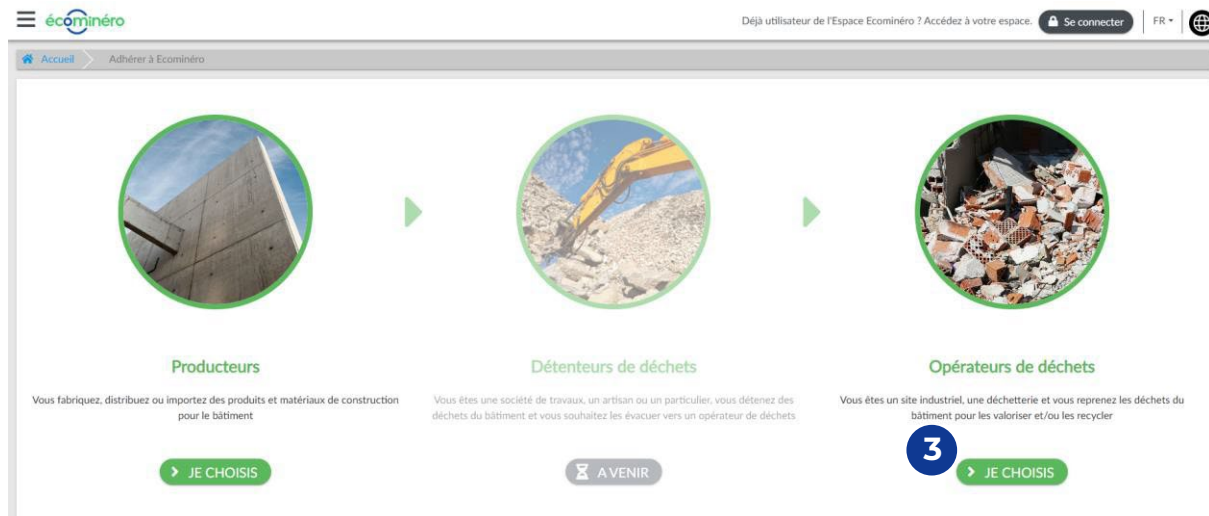 écominéro
Déjà utilisateur de l'Espace Ecominéro ? Accédez à votre espace. Se connecter FR
Accueil Adhérer à Ecominéro
Producteurs
Vous fabriquez, distribuez ou importez des produits et matériaux de construction
pour le bâtiment
JE CHOISIS
Détenteurs de déchets
Vous êtes une société de travaux, un artisan ou un particulier, vous détenez des
déchets du bâtiment et vous souhaitez les évacuer vers un opérateur de déchets
A VENIR
Opérateurs de déchets
Vous êtes un site industriel, une déchetterie et vous reprenez les déchets du
bâtiment pour les valoriser et/ou les recycler
3
JE CHOISIS